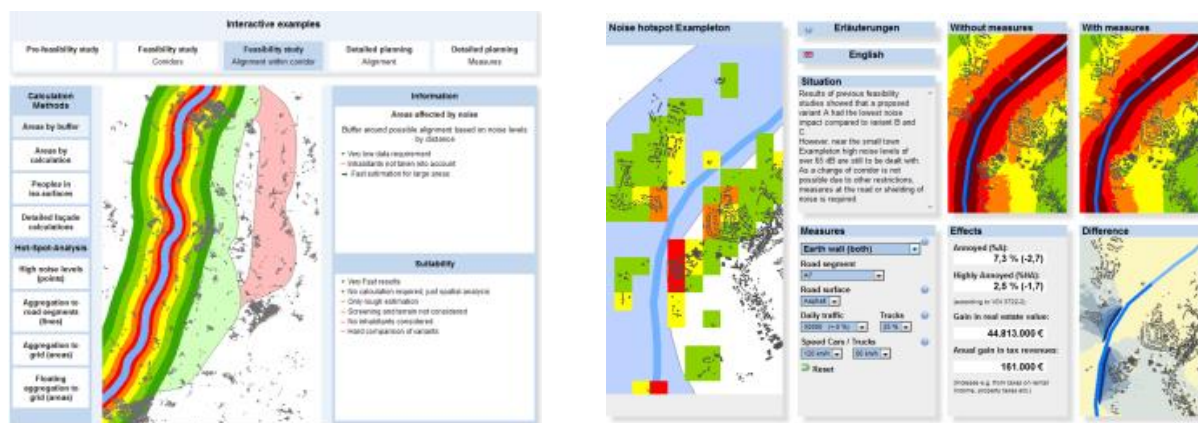 Interactive examples
Pre-feasibility study
Feasibility study
Corridors
Feasibility study
Alignment within corridor
Detailed planning
Alignment
Detailed planning
Measures
Calculation
Methods
Areas by buffer
Areas by
calculation
Peoples in
iso surfaces
Detailed façade
calculations
Hot-Spot-Analysis
High noise levels
(points)
Aggregation to
road segments
(lines)
Aggregation to
grid (areas)
Floating
aggregation to
grid (areas)
Information
Areas affected by noise
Buffer around possible alignment based on noise levels
by distance
• Very low data requirement
− Inhabitants not taken into account
➞ Fast estimation for large areas
Suitability
+ Very Fast results
+ No calculation required, just spatial analysis
− Only rough estimation
− Screening and terrain not considered
− No inhabitants considered
− Hard comparison of variants
Noise hotspot Exampleton
Erläuterungen
English
Situation
Results of previous feasibility
studies showed that a proposed
variant A had the lowest noise
impact compared to variant B and
C.
However, near the small town
Exampleton high noise levels of
over 65 dB are still to be dealt with.
As a change of corridor is not
possible due to other restrictions,
measures at the road or shielding of
noise is required.
Measures
Earth wall (both)
Road segment
Road surface
Asphalt
Daily traffic Trucks
Speed Cars / Trucks
Reset
Without measures
With measures
Effects
Annoyed (%A):
7,3 % (-2,7)
Highly Annoyed (%HA):
2,5 % (-1,7)
Gain in real estate value:
44.813.000 €
Anual gain in tax revenues:
161.000 €
(increase e.g. from taxes on rental
income, property taxes etc.)
Difference